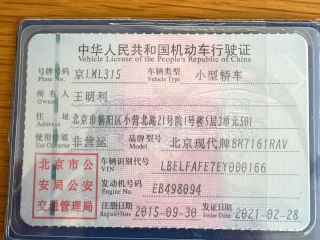 中华人民共和国机动车行驶证
Vehicle License of the People's Republic of China
号牌号码 京LML315 车辆类型 小型轿车
Plate No. Vehicle Type
所有人 王明利
住址 北京市朝阳区小营北路21号院1号楼5层3单元501
使用性质 非营运 品牌型号 北京现代牌BH7161RAV
Use Character Model
车辆识别代号 LBELFAFE7EY000166
VIN
发动机号码 EB498094
Engine No.
注册日期 2015-09-30 发证日期 2021-02-28
Register Date Issue Date
北京市公
安局公安
交通管理局